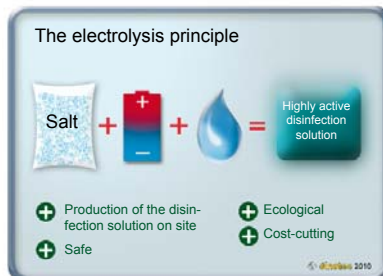 The electrolysis principle
Salt + + = Highly active
disinfection
solution
Production of the disin-
fection solution on site
Safe
Ecological
Cost-cutting
2010